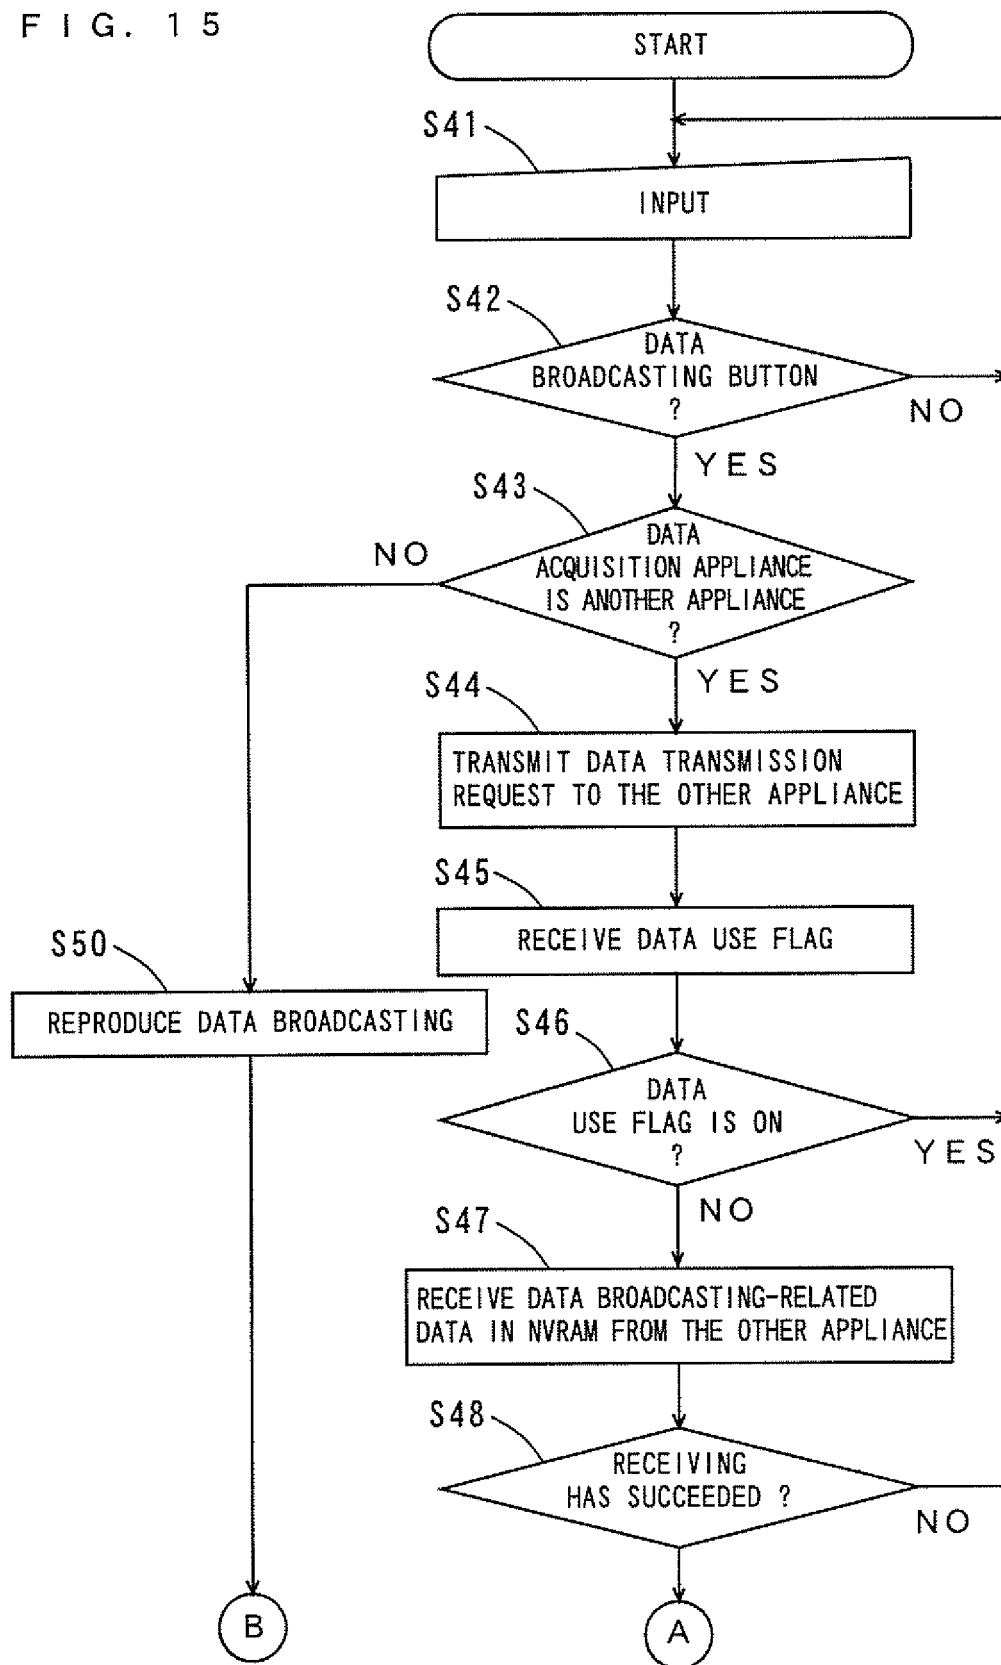 FIG. 15
START
S41
INPUT
S42
DATA
BROADCASTING BUTTON
?
NO
YES
S43
DATA
ACQUISITION APPLIANCE
IS ANOTHER APPLIANCE
?
NO
YES
S44
TRANSMIT DATA TRANSMISSION
REQUEST TO THE OTHER APPLIANCE
S45
RECEIVE DATA USE FLAG
S50
REPRODUCE DATA BROADCASTING
S46
DATA
USE FLAG IS ON
?
YES
NO
S47
RECEIVE DATA BROADCASTING-RELATED
DATA IN NVRAM FROM THE OTHER APPLIANCE
S48
RECEIVING
HAS SUCCEEDED ?
NO
B
A